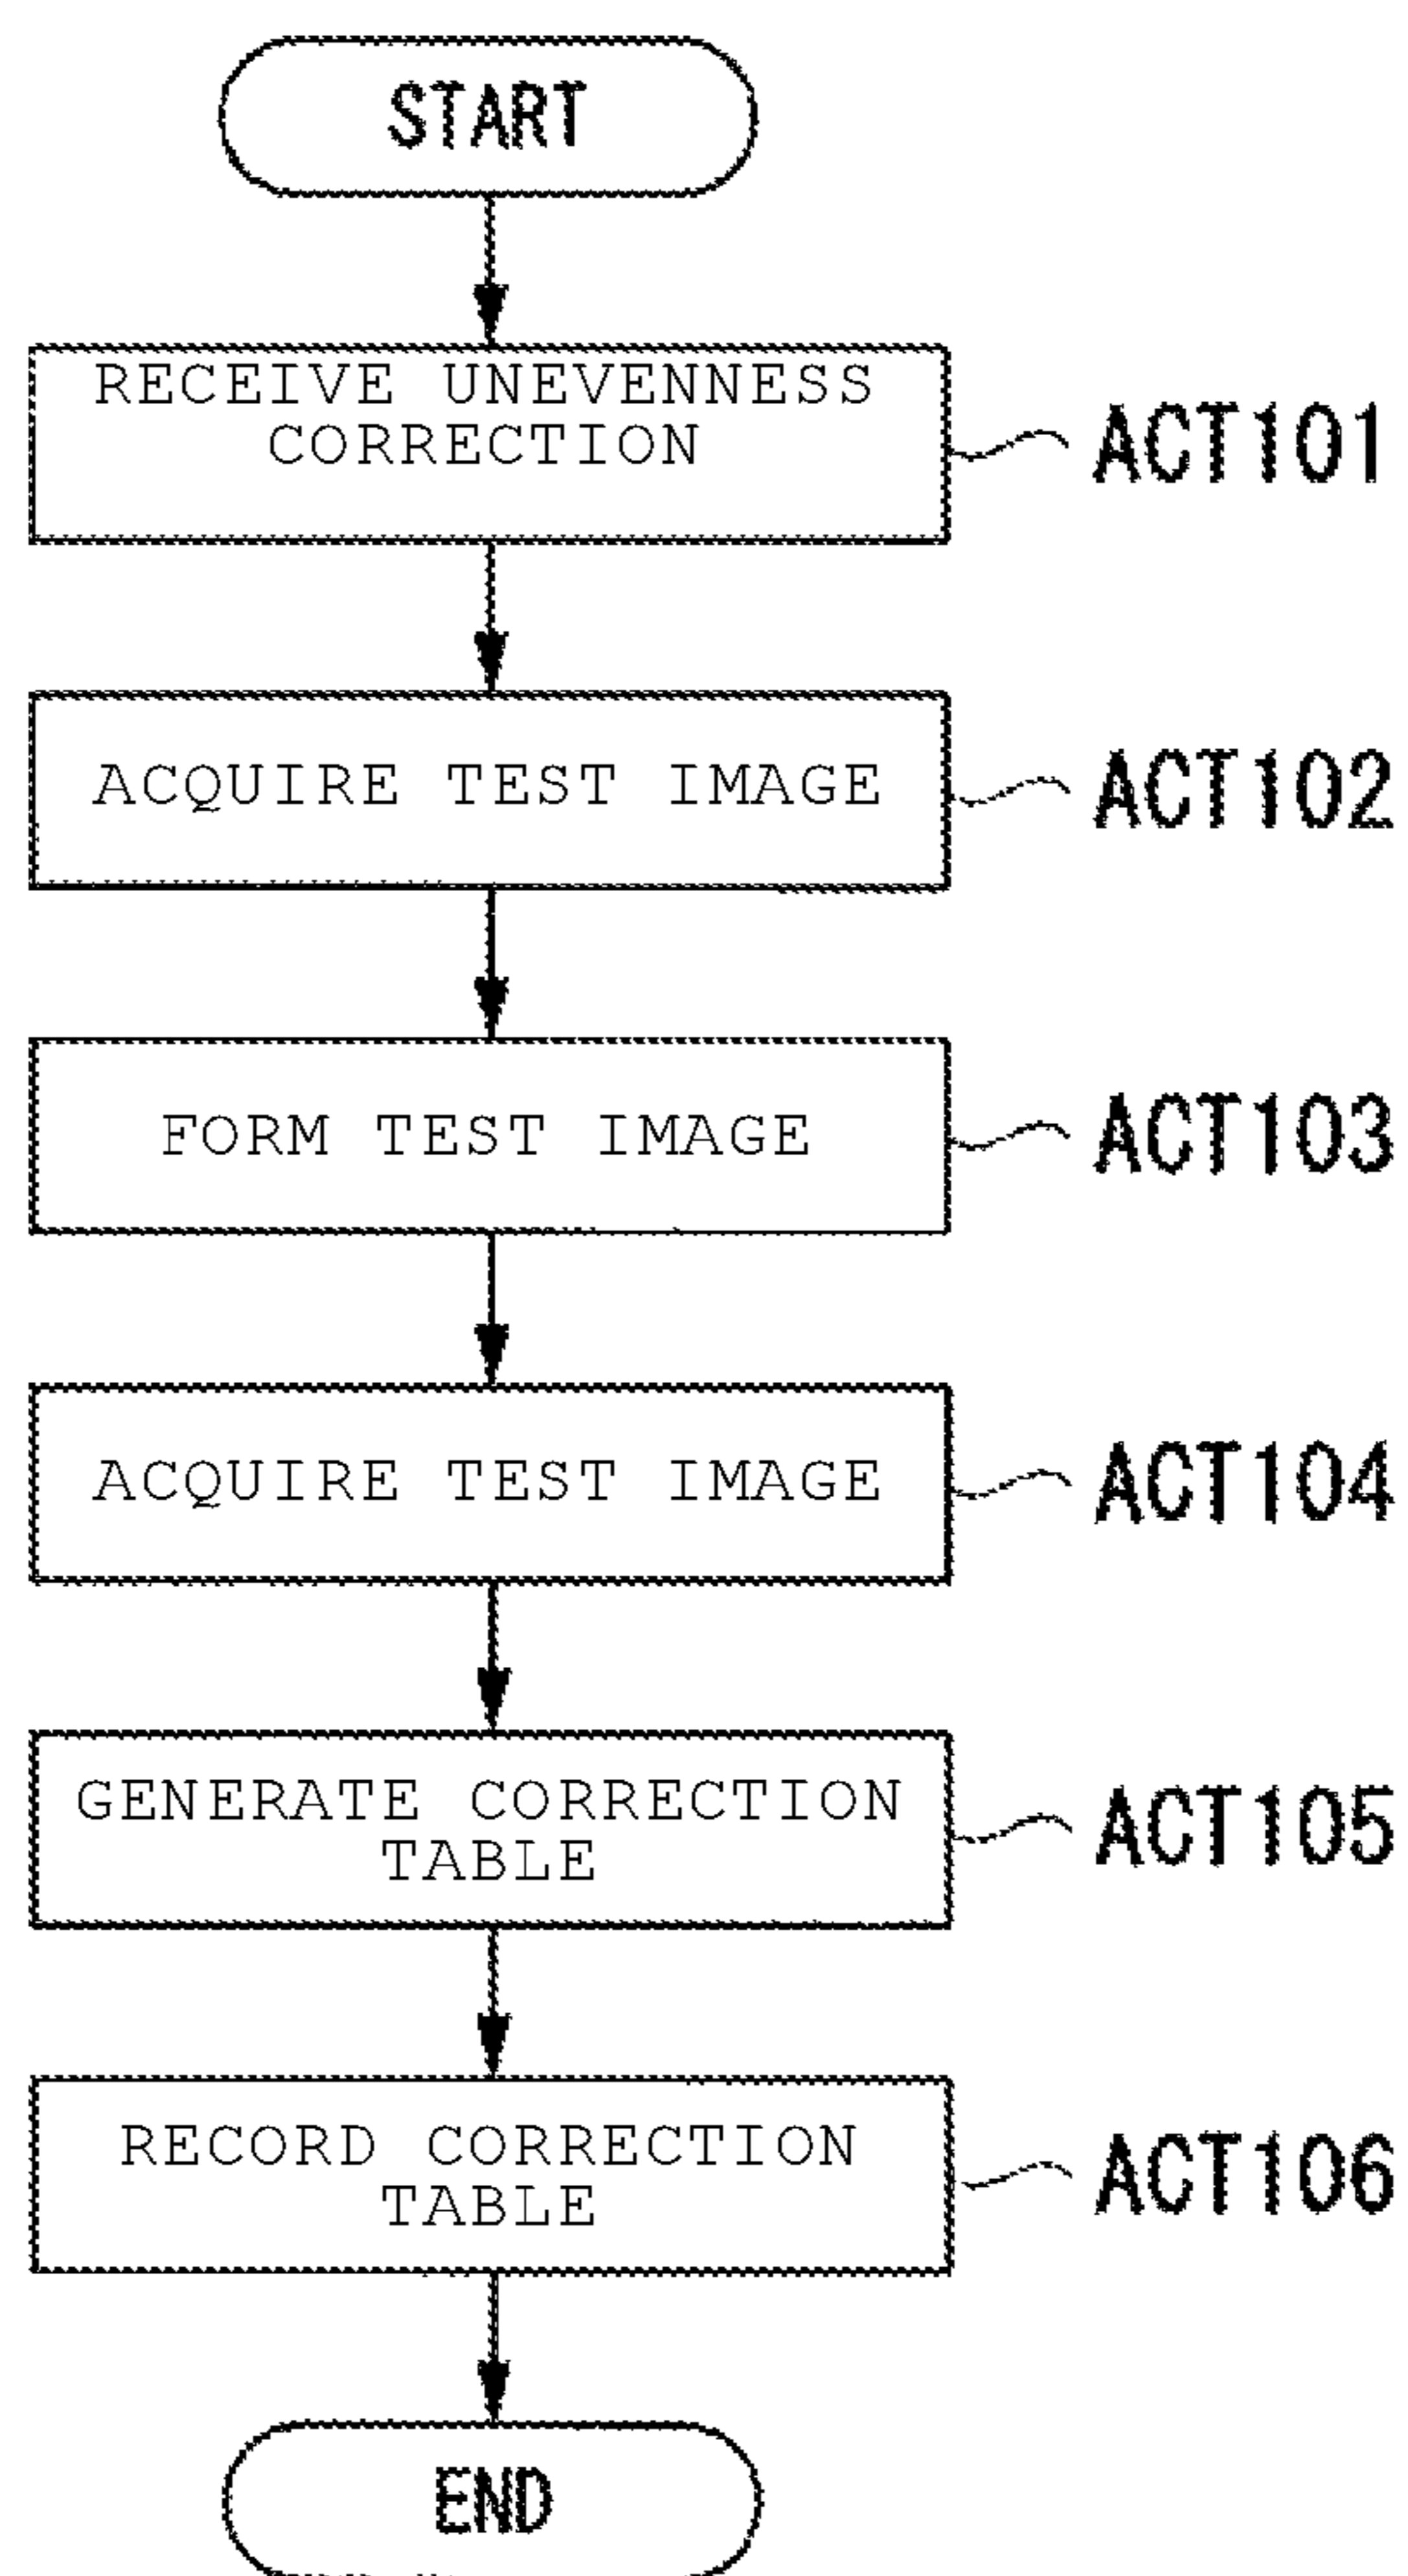 START
RECEIVE UNEVENNESS
CORRECTION
ACT101
ACQUIRE TEST IMAGE
ACT102
FORM TEST IMAGE
ACT103
ACQUIRE TEST IMAGE
ACT104
GENERATE CORRECTION
TABLE
ACT105
RECORD CORRECTION
TABLE
ACT106
END